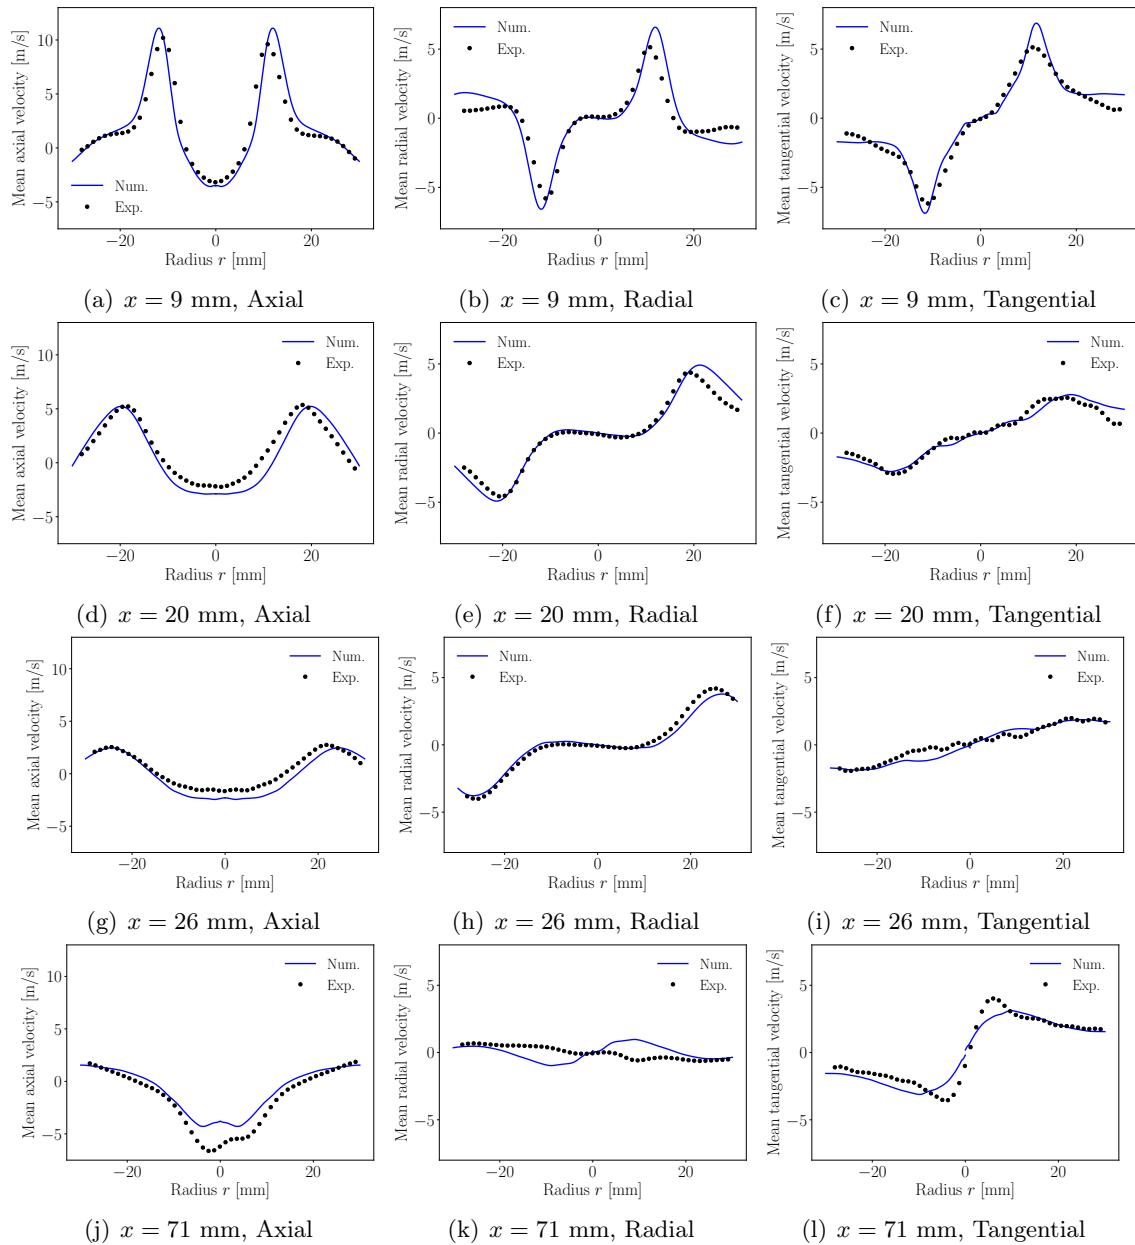 Mean axial velocity [m/s]
10
5
0
−5
Num.
Exp.
−20 0 20
Radius r [mm]
(a) x = 9 mm, Axial
Mean radial velocity [m/s]
5
0
−5
Num.
Exp.
−20 0 20
Radius r [mm]
(b) x = 9 mm, Radial
Mean tangential velocity [m/s]
5
0
−5
Num.
Exp.
−20 0 20
Radius r [mm]
(c) x = 9 mm, Tangential
Mean axial velocity [m/s]
10
5
0
−5
Num.
Exp.
−20 0 20
Radius r [mm]
(d) x = 20 mm, Axial
Mean radial velocity [m/s]
5
0
−5
Num.
Exp.
−20 0 20
Radius r [mm]
(e) x = 20 mm, Radial
Mean tangential velocity [m/s]
5
0
−5
Num.
Exp.
−20 0 20
Radius r [mm]
(f) x = 20 mm, Tangential
Mean axial velocity [m/s]
10
5
0
−5
Num.
Exp.
−20 0 20
Radius r [mm]
(g) x = 26 mm, Axial
Mean radial velocity [m/s]
5
0
−5
Num.
Exp.
−20 0 20
Radius r [mm]
(h) x = 26 mm, Radial
Mean tangential velocity [m/s]
5
0
−5
Num.
Exp.
−20 0 20
Radius r [mm]
(i) x = 26 mm, Tangential
Mean axial velocity [m/s]
10
5
0
−5
Num.
Exp.
−20 0 20
Radius r [mm]
(j) x = 71 mm, Axial
Mean radial velocity [m/s]
5
0
−5
Num.
Exp.
−20 0 20
Radius r [mm]
(k) x = 71 mm, Radial
Mean tangential velocity [m/s]
5
0
−5
Num.
Exp.
−20 0 20
Radius r [mm]
(l) x = 71 mm, Tangential